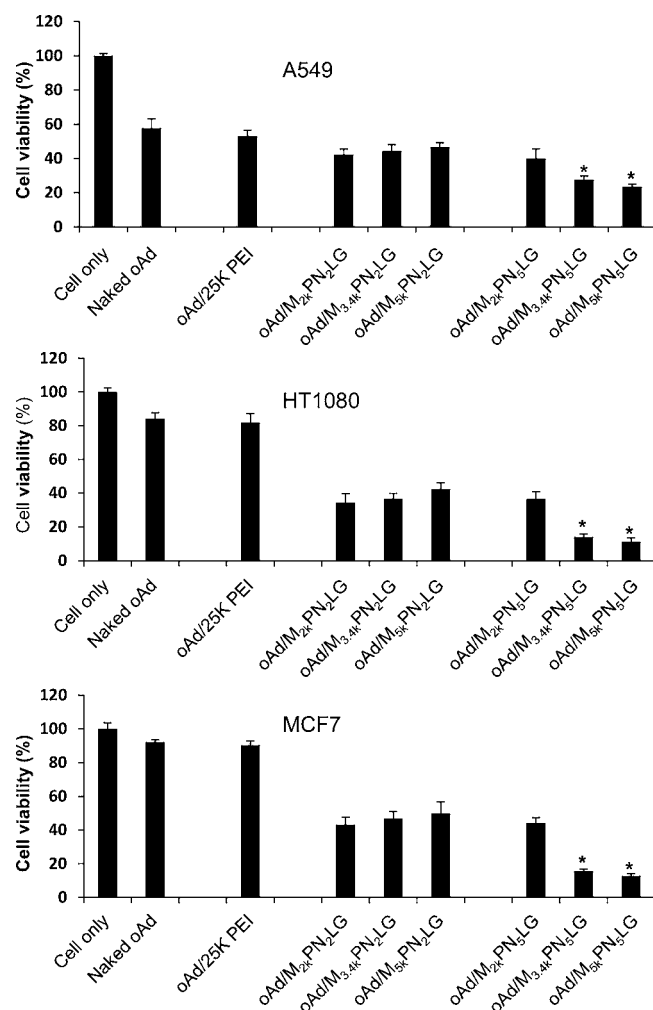 120
100
80
60
40
20
0
Cell viability (%)
A549
*
*
Cell only
Naked oAd
oAd/25K PEI
oAd/M2kPN2LG
oAd/M3.4kPN2LG
oAd/M5kPN2LG
oAd/M2kPN5LG
oAd/M3.4kPN5LG
oAd/M5kPN5LG
120
100
80
60
40
20
0
Cell viability (%)
HT1080
*
*
Cell only
Naked oAd
oAd/25K PEI
oAd/M2kPN2LG
oAd/M3.4kPN2LG
oAd/M5kPN2LG
oAd/M2kPN5LG
oAd/M3.4kPN5LG
oAd/M5kPN5LG
120
100
80
60
40
20
0
Cell viability (%)
MCF7
*
*
Cell only
Naked oAd
oAd/25K PEI
oAd/M2kPN2LG
oAd/M3.4kPN2LG
oAd/M5kPN2LG
oAd/M2kPN5LG
oAd/M3.4kPN5LG
oAd/M5kPN5LG